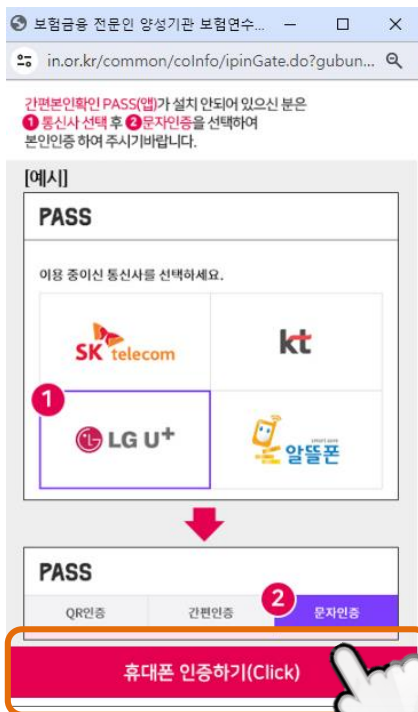 보험금융 전문인 양성기관 보험연수...
in.or.kr/common/coInfo/ipinGate.do?gubun...
간편본인확인 PASS(앱)가 설치 안되어 있으신 분은
1 통신사 선택 후 2 문자인증을 선택하여
본인인증 하여 주시기바랍니다.
[예시]
PASS
이용 중이신 통신사를 선택하세요.
SK telecom
kt
1
LG U+
알뜰폰
PASS
2
QR인증
간편인증
문자인증
휴대폰 인증하기(Click)